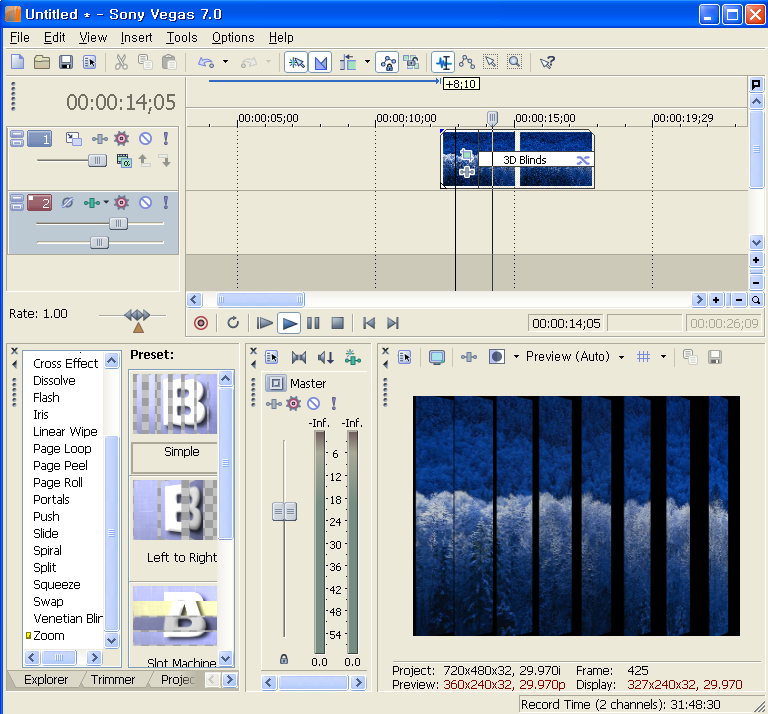 Untitled * - Sony Vegas 7.0
File Edit View Insert Tools Options Help
+8;10
00:00:14;05
00:00:05;00 00:00:10;00 00:00:15;00 00:00:19;29
1
3D Blinds
2
Rate: 1.00
00:00:14;05 00:00:26;09
Cross Effect
Dissolve
Flash
Iris
Linear Wipe
Page Loop
Page Peel
Page Roll
Portals
Push
Slide
Spiral
Split
Squeeze
Swap
Venetian Blin
Zoom
Preset:
B
Simple
B
Left to Right
A
Slot Machine
Explorer Trimmer Projec
Master
-Inf. -Inf.
6
12
18
24
30
36
42
48
54
0.0 0.0
Preview (Auto)
Project: 720x480x32, 29.970i Frame: 425
Preview: 360x240x32, 29.970p Display: 327x240x32, 29.970
Record Time (2 channels): 31:48:30